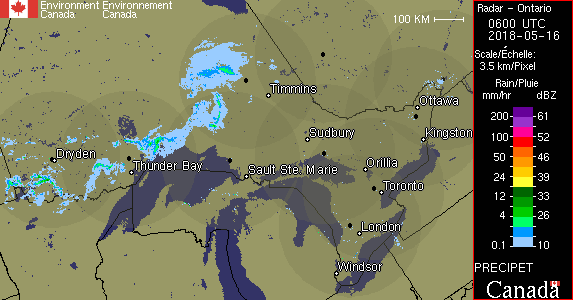 Environment Environnement
Canada Canada
100 KM
Radar - Ontario
0600 UTC
2018-05-16
Scale/Échelle:
3.5 km/Pixel
Rain/Pluie
mm/hr dBZ
200 61
100 52
50 46
24 39
12 33
4 26
0.1 10
PRECIPET
Canada
Timmins
Ottawa
Sudbury
Kingston
Dryden
Thunder Bay
Sault Ste. Marie
Orillia
Toronto
London
Windsor